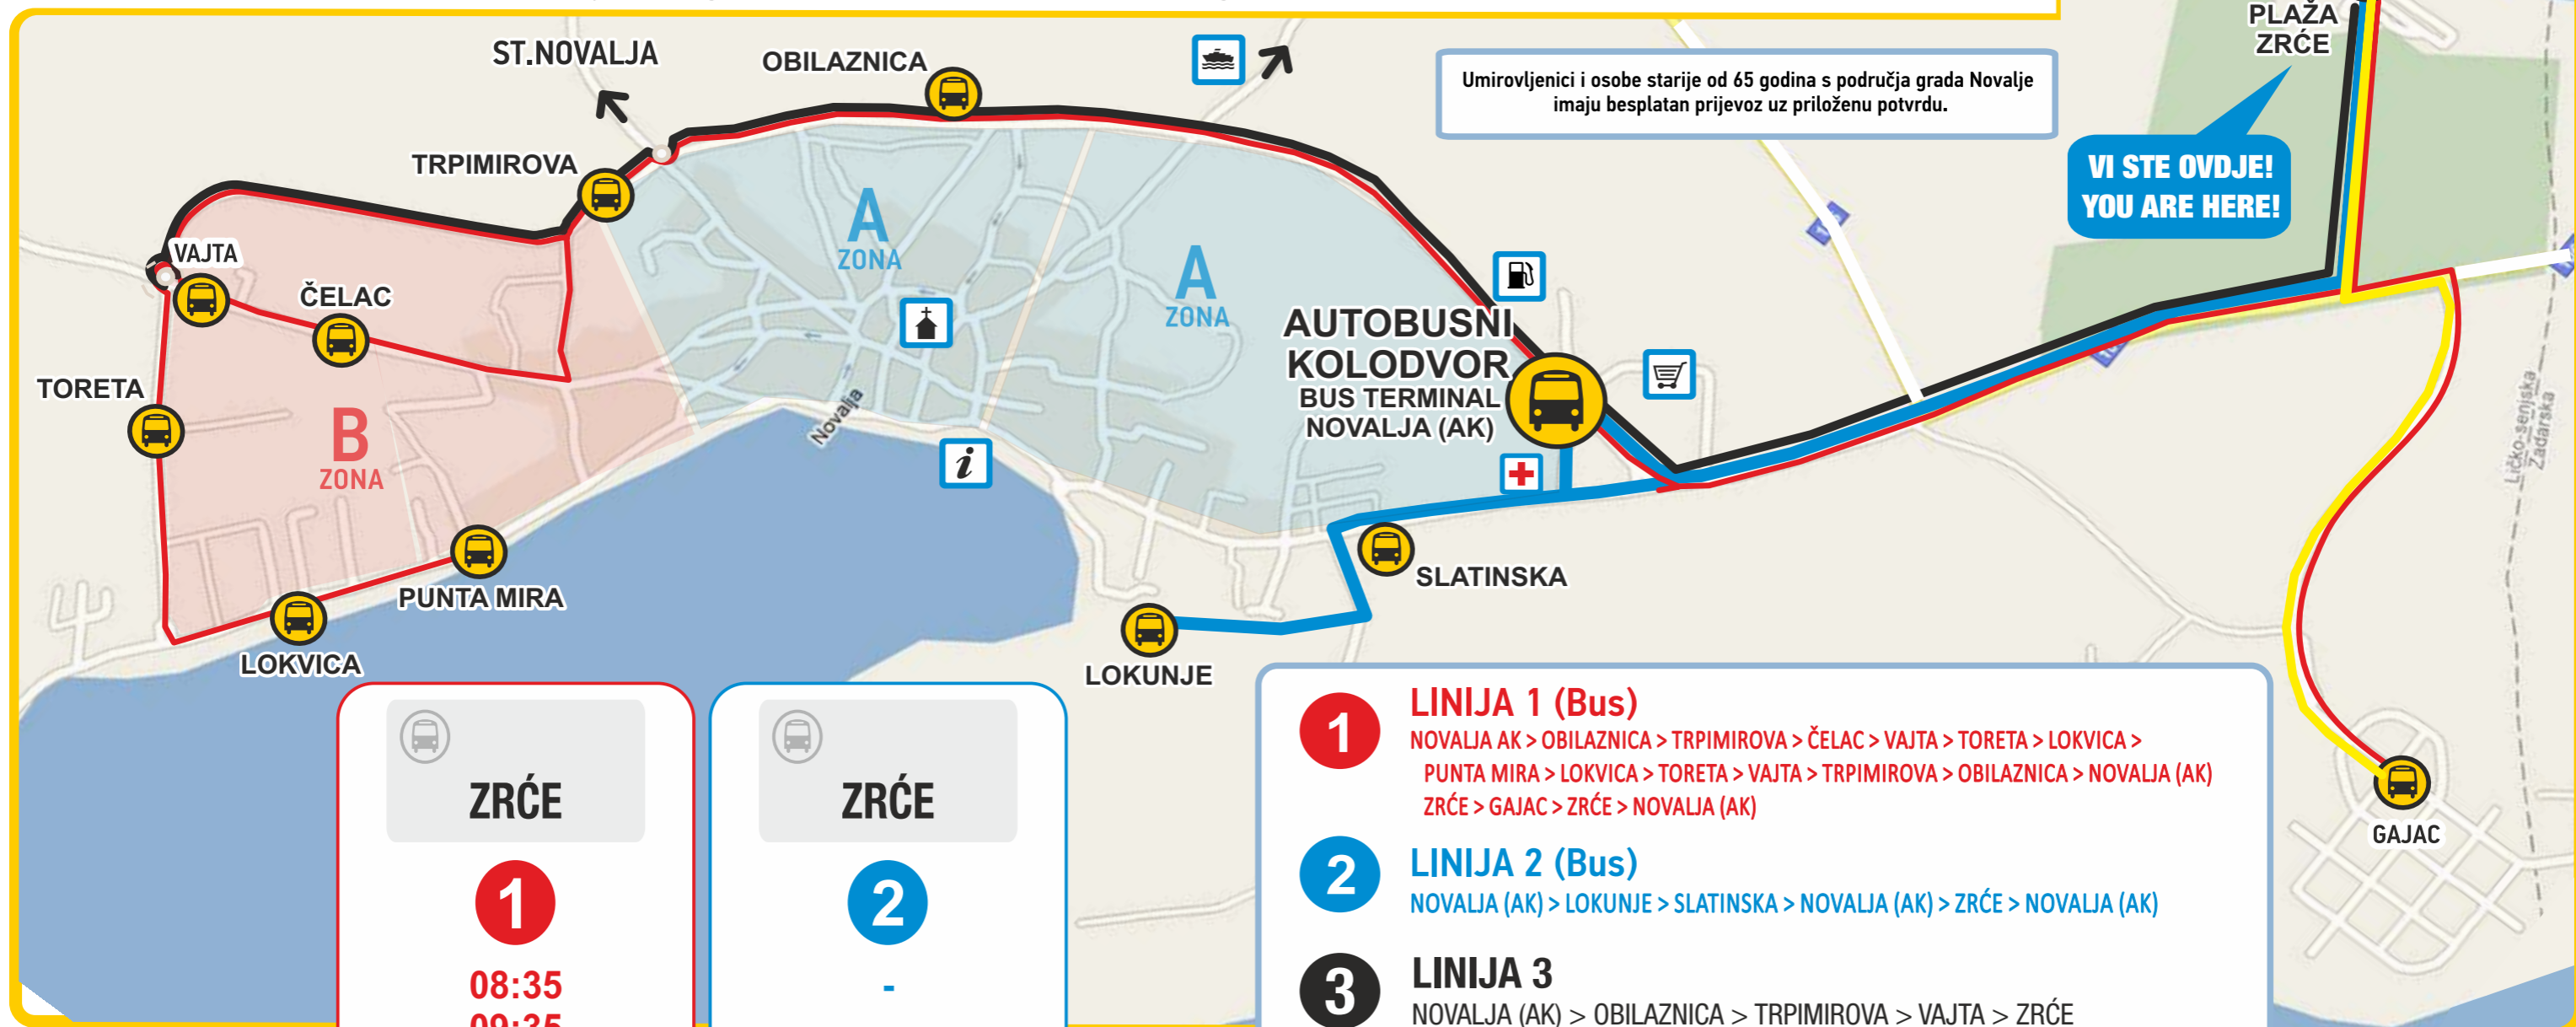 PLAŽA
ZRĆE
ST.NOVALJA
OBILAZNICA
Umirovljenici i osobe starije od 65 godina s područja grada Novalje
imaju besplatan prijevoz uz priloženu potvrdu.
TRPIMIROVA
VI STE OVDJE!
YOU ARE HERE!
A
ZONA
A
ZONA
VAJTA
ČELAC
AUTOBUSNI
KOLODVOR
BUS TERMINAL
NOVALJA (AK)
TORETA
B
ZONA
Novalja
i
Ličko-senjska
Zadarska
PUNTA MIRA
SLATINSKA
LOKVICA
LOKUNJE
GAJAC
ZRĆE
1
08:35
09:35
ZRĆE
2
-
1
LINIJA 1 (Bus)
NOVALJA AK > OBILAZNICA > TRPIMIROVA > ČELAC > VAJTA > TORETA > LOKVICA >
PUNTA MIRA > LOKVICA > TORETA > VAJTA > TRPIMIROVA > OBILAZNICA > NOVALJA (AK)
ZRĆE > GAJAC > ZRĆE > NOVALJA (AK)
2
LINIJA 2 (Bus)
NOVALJA (AK) > LOKUNJE > SLATINSKA > NOVALJA (AK) > ZRĆE > NOVALJA (AK)
3
LINIJA 3
NOVALJA (AK) > OBILAZNICA > TRPIMIROVA > VAJTA > ZRĆE